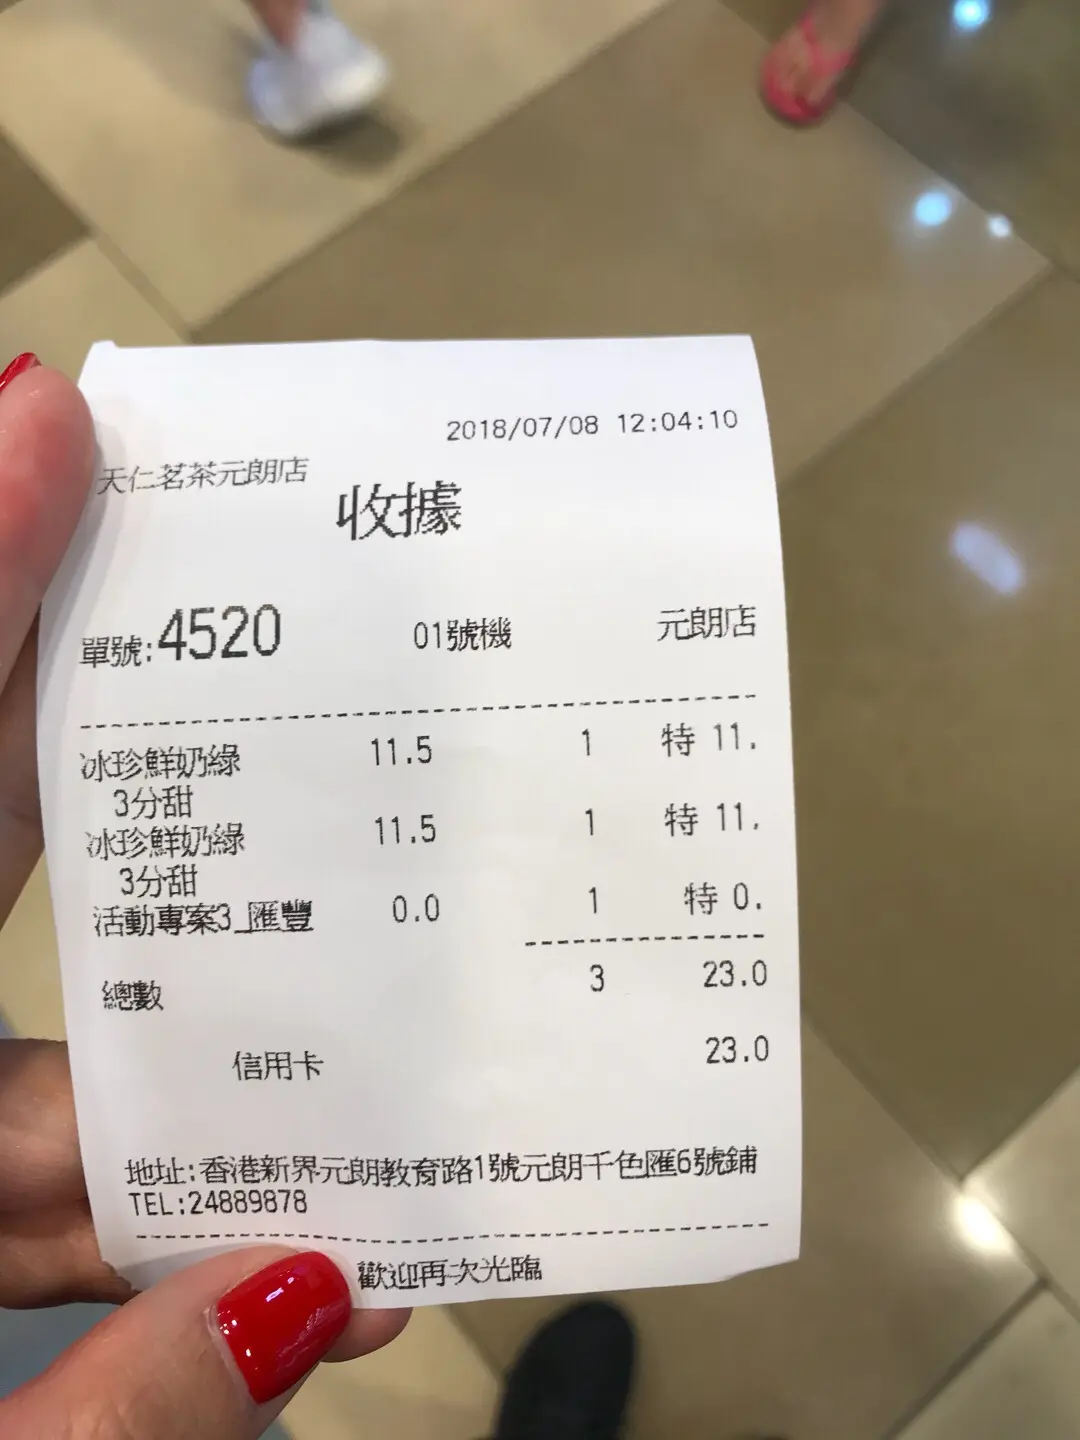 2018/07/08 12:04:10
天仁茗茶元朗店
收據
單號:4520 01號機 元朗店
冰珍鮮奶綠 11.5 1 特 11.
3分甜
冰珍鮮奶綠 11.5 1 特 11.
3分甜
活動專案3_匯豐 0.0 1 特 0.
總數 3 23.0
信用卡 23.0
地址:香港新界元朗教育路1號元朗千色匯6號鋪
TEL:24889878
歡迎再次光臨